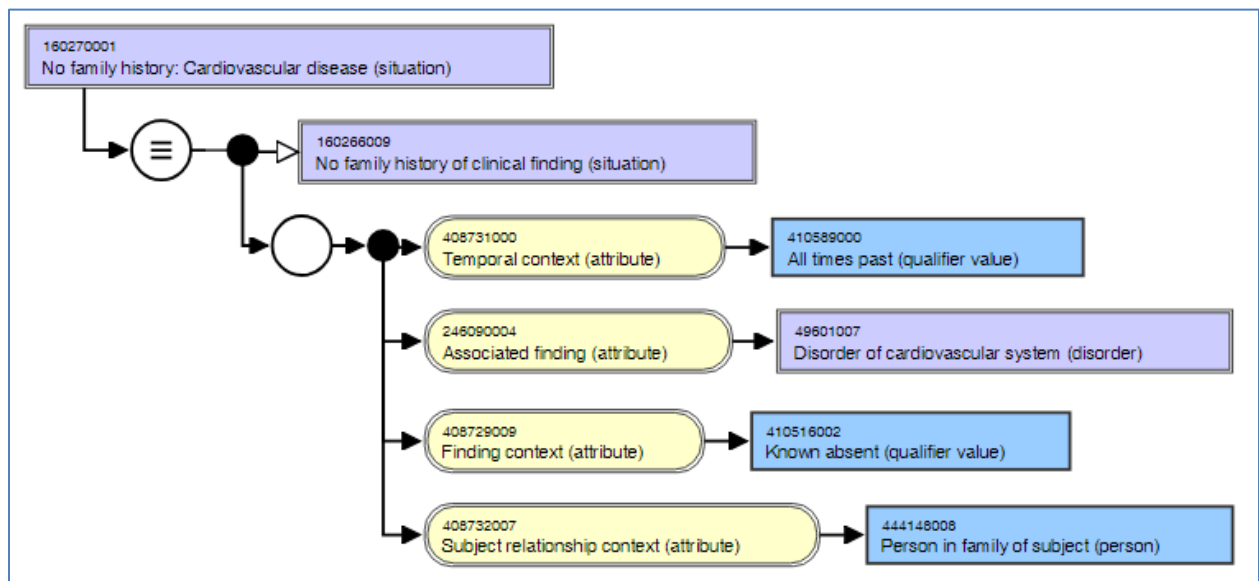 160270001
No family history: Cardiovascular disease (situation)
≡
160266009
No family history of clinical finding (situation)
408731000
Temporal context (attribute)
410589000
All times past (qualifier value)
246090004
Associated finding (attribute)
49601007
Disorder of cardiovascular system (disorder)
408729009
Finding context (attribute)
410516002
Known absent (qualifier value)
408732007
Subject relationship context (attribute)
444148008
Person in family of subject (person)